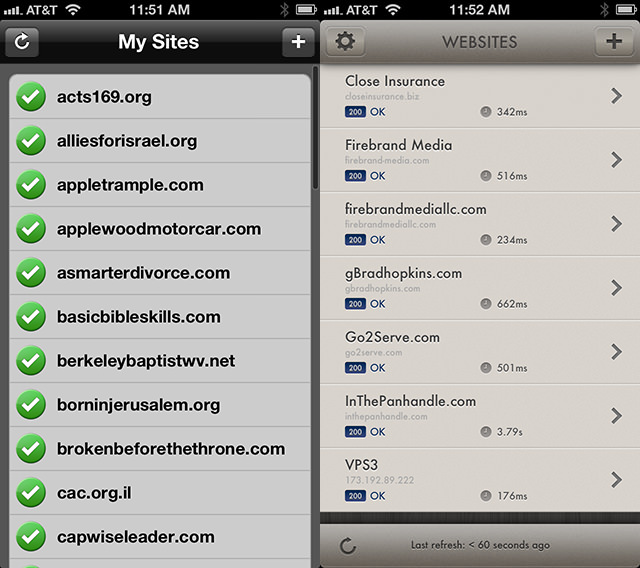 AT&T 11:51 AM
My Sites
acts169.org
alliesforisrael.org
appletrample.com
applewoodmotorcar.com
asmarterdivorce.com
basicbibleskills.com
berkeleybaptistwv.net
borninjerusalem.org
brokenbeforethethrone.com
cac.org.il
capwiseleader.com
AT&T 11:52 AM
WEBSITES
Close Insurance
closeinsurance.biz
200 OK 342ms
Firebrand Media
firebrand-media.com
200 OK 516ms
firebrandmediallc.com
firebrandmediallc.com
200 OK 234ms
gBradhopkins.com
gbradhopkins.com
200 OK 662ms
Go2Serve.com
go2serve.com
200 OK 501ms
InThePanhandle.com
inthepanhandle.com
200 OK 3.79s
VPS3
173.192.89.222
200 OK 176ms
Last refresh: < 60 seconds ago